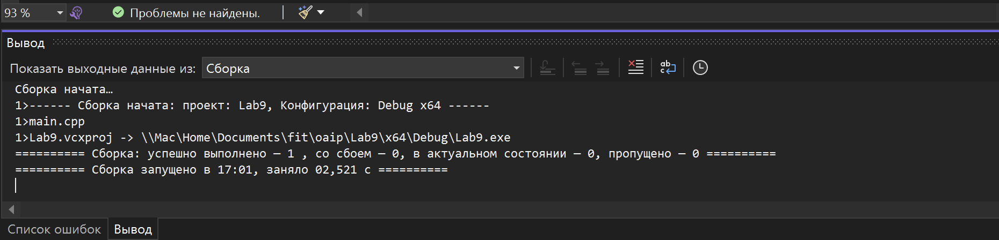 93 %
Проблемы не найдены.
Вывод
Показать выходные данные из: Сборка
Сборка начата…
1>------ Сборка начата: проект: Lab9, Конфигурация: Debug x64 ------
1>main.cpp
1>Lab9.vcxproj -> \\Mac\Home\Documents\fit\oaip\Lab9\x64\Debug\Lab9.exe
========== Сборка: успешно выполнено — 1 , со сбоем — 0, в актуальном состоянии — 0, пропущено — 0 ==========
========== Сборка запущено в 17:01, заняло 02,521 с ==========
Список ошибок Вывод